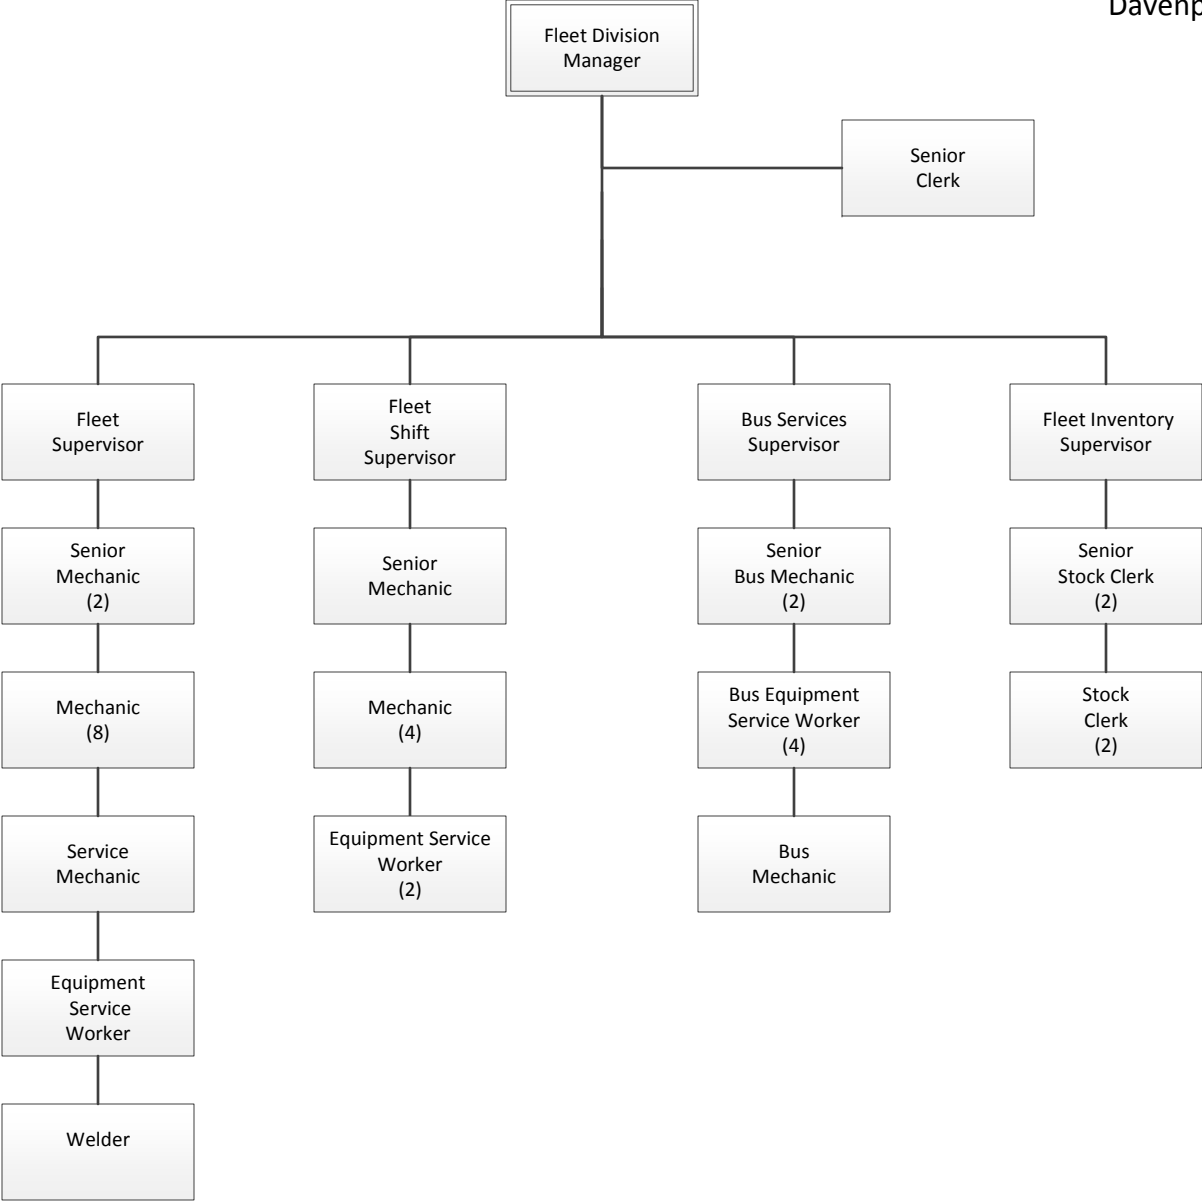 Fleet Division
Manager
Senior
Clerk
Fleet
Supervisor
Fleet
Shift
Supervisor
Bus Services
Supervisor
Fleet Inventory
Supervisor
Senior
Mechanic
(2)
Senior
Mechanic
Senior
Bus Mechanic
(2)
Senior
Stock Clerk
(2)
Mechanic
(8)
Mechanic
(4)
Bus Equipment
Service Worker
(4)
Stock
Clerk
(2)
Service
Mechanic
Equipment Service
Worker
(2)
Bus
Mechanic
Equipment
Service
Worker
Welder